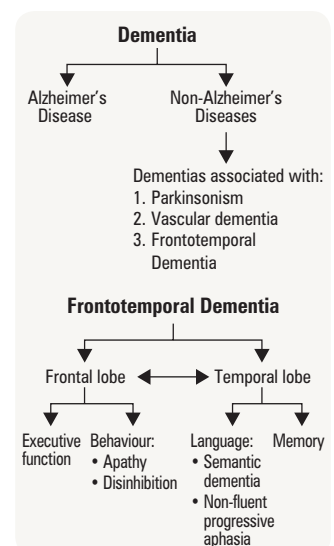 Dementia
Alzheimer's
Disease
Non-Alzheimer's
Diseases
Dementias associated with:
1. Parkinsonism
2. Vascular dementia
3. Frontotemporal
Dementia
Frontotemporal Dementia
Frontal lobe
Temporal lobe
Executive
function
Behaviour:
• Apathy
• Disinhibition
Language:
• Semantic
dementia
• Non-fluent
progressive
aphasia
Memory